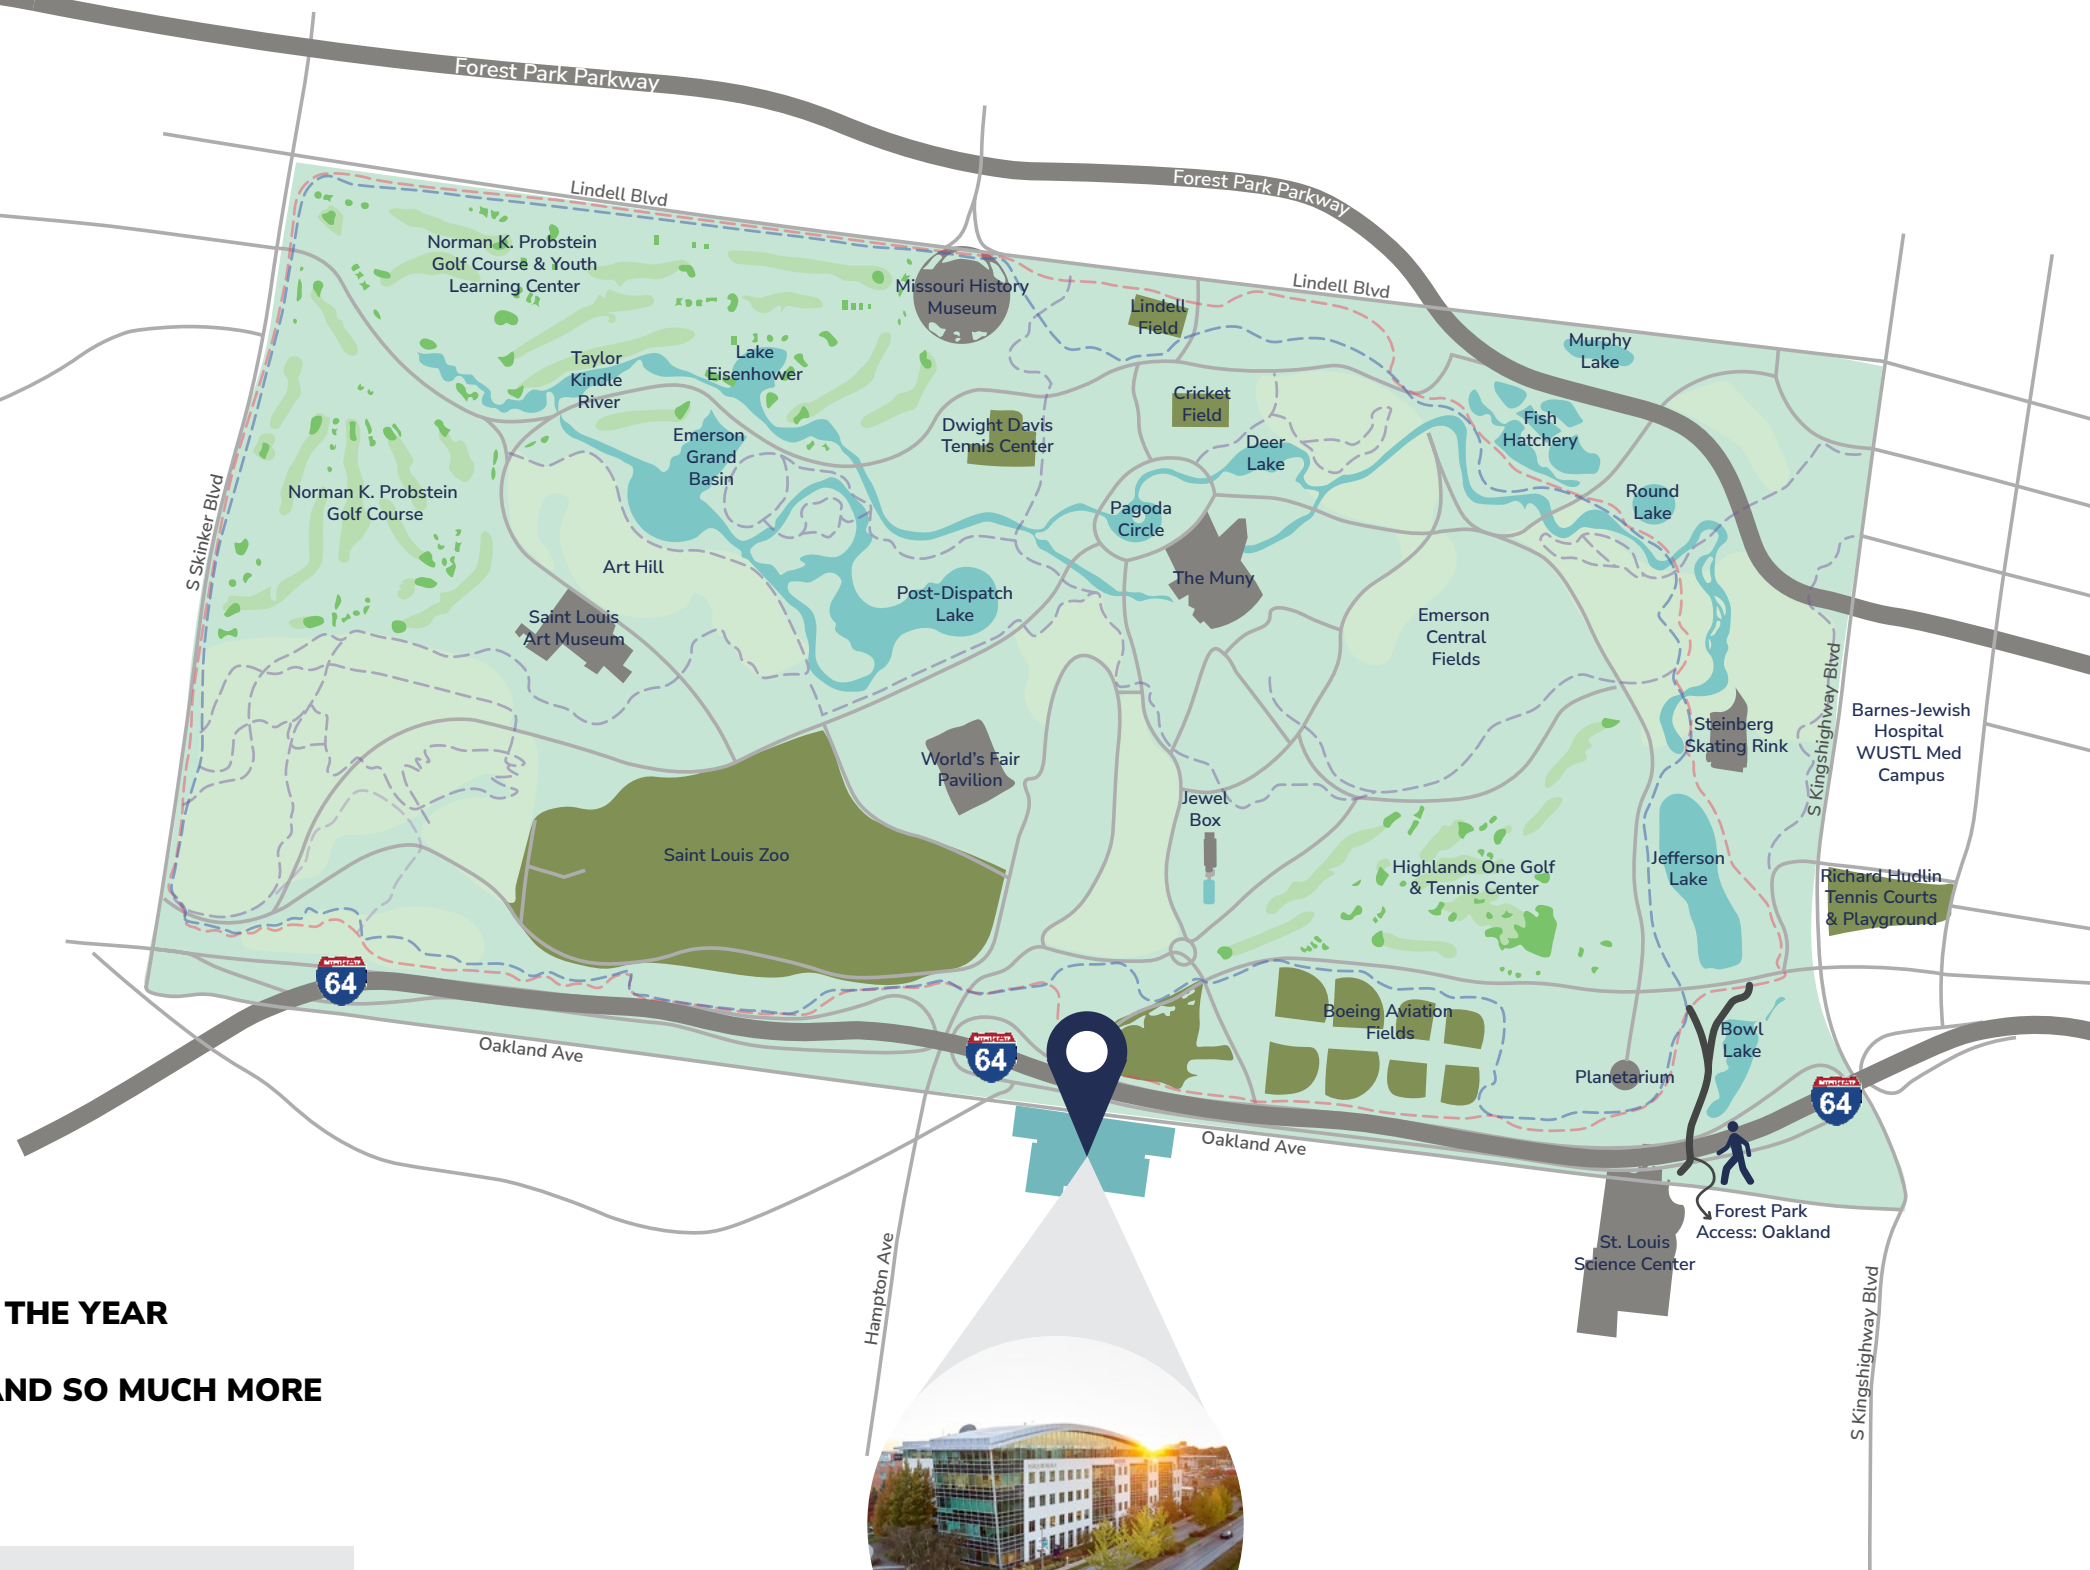 Forest Park Parkway
Forest Park Parkway
Lindell Blvd
Lindell Blvd
Norman K. Probstein
Golf Course & Youth
Learning Center
Missouri History
Museum
Lindell
Field
Murphy
Lake
Taylor
Kindle
River
Lake
Eisenhower
Cricket
Field
Fish
Hatchery
Dwight Davis
Tennis Center
Emerson
Grand
Basin
Deer
Lake
Norman K. Probstein
Golf Course
Round
Lake
Pagoda
Circle
S Skinker Blvd
Art Hill
The Muny
Post-Dispatch
Lake
Saint Louis
Art Museum
Emerson
Central
Fields
S Kingshighway Blvd
Steinberg
Skating Rink
Barnes-Jewish
Hospital
WUSTL Med
Campus
World's Fair
Pavilion
Jewel
Box
Saint Louis Zoo
Highlands One Golf
& Tennis Center
Jefferson
Lake
Richard Hudlin
Tennis Courts
& Playground
64
Boeing Aviation
Fields
Bowl
Lake
Oakland Ave
64
Planetarium
64
Oakland Ave
Forest Park
Access: Oakland
St. Louis
Science Center
Hampton Ave
S Kingshighway Blvd
THE YEAR
AND SO MUCH MORE